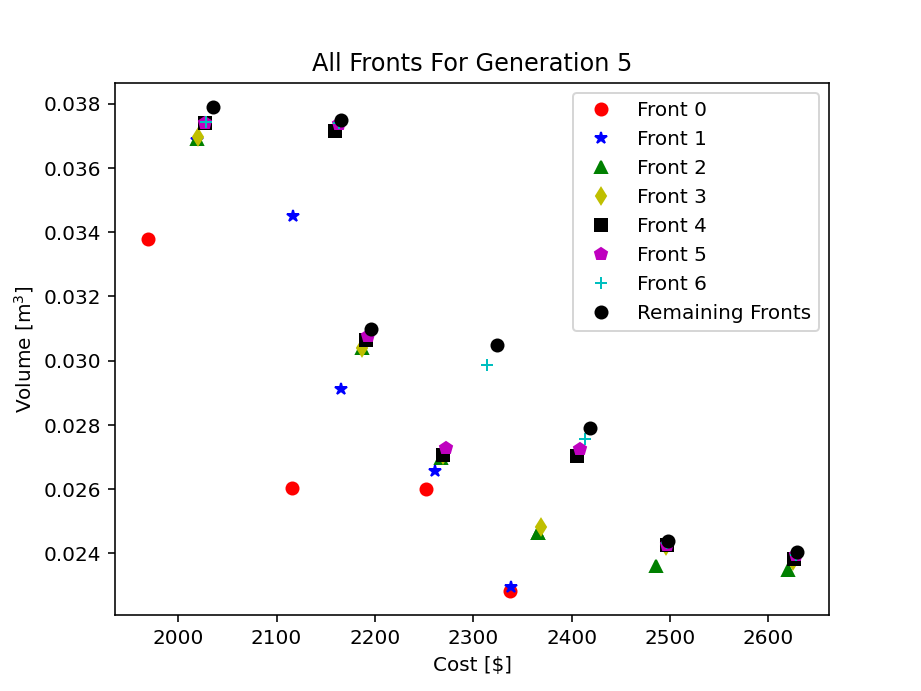 All Fronts For Generation 5
0.038
0.036
0.034
0.032
0.030
0.028
0.026
0.024
Volume [m³]
Front 0
Front 1
Front 2
Front 3
Front 4
Front 5
Front 6
Remaining Fronts
2000 2100 2200 2300 2400 2500 2600
Cost [$]